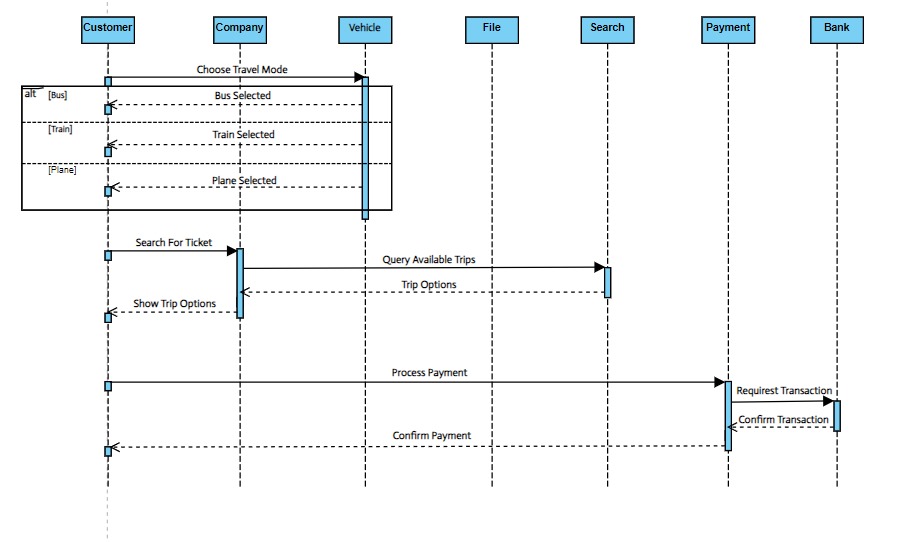 Customer
Company
Vehicle
File
Search
Payment
Bank
Choose Travel Mode
alt
[Bus]
Bus Selected
[Train]
Train Selected
[Plane]
Plane Selected
Search For Ticket
Query Available Trips
Trip Options
Show Trip Options
Process Payment
Requirest Transaction
Confirm Transaction
Confirm Payment